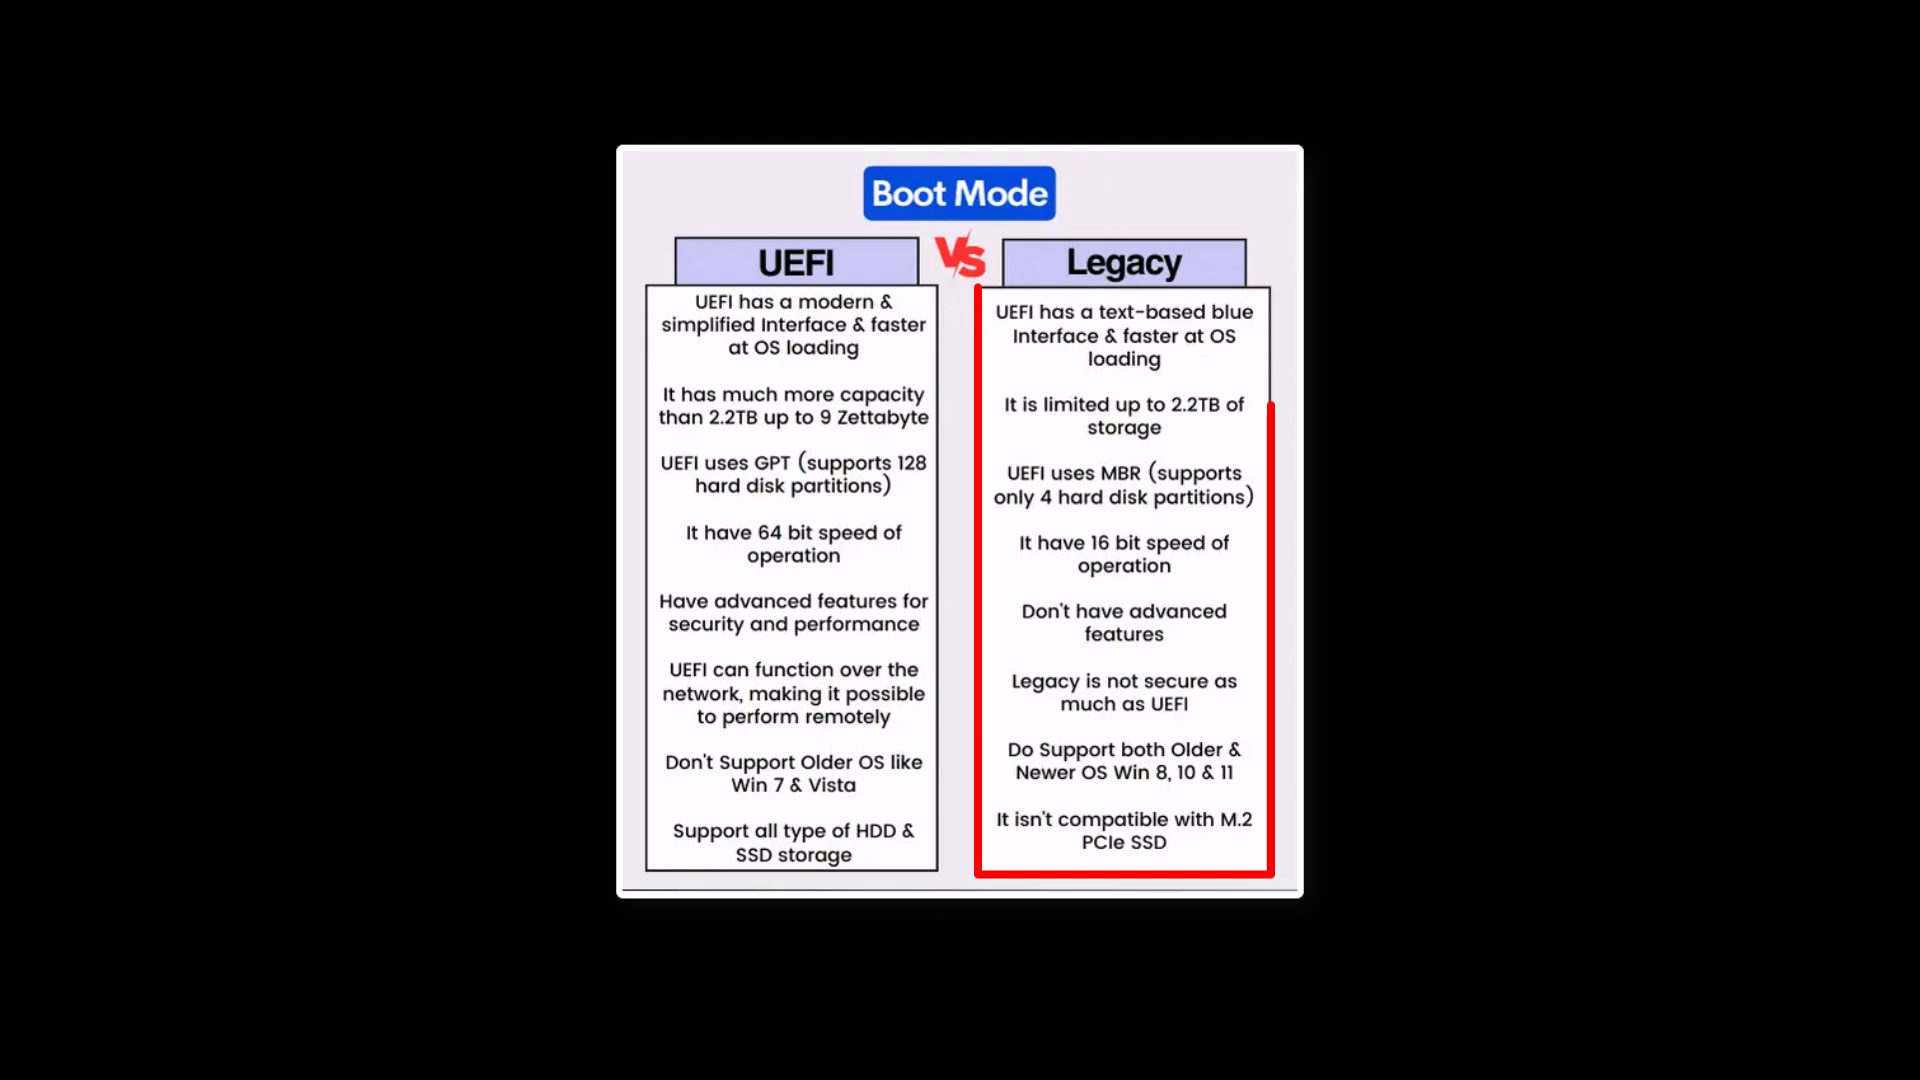 Boot Mode
UEFI
VS
Legacy
UEFI has a modern &
simplified Interface & faster
at OS loading
It has much more capacity
than 2.2TB up to 9 Zettabyte
UEFI uses GPT (supports 128
hard disk partitions)
It have 64 bit speed of
operation
Have advanced features for
security and performance
UEFI can function over the
network, making it possible
to perform remotely
Don't Support Older OS like
Win 7 & Vista
Support all type of HDD &
SSD storage
UEFI has a text-based blue
Interface & faster at OS
loading
It is limited up to 2.2TB of
storage
UEFI uses MBR (supports
only 4 hard disk partitions)
It have 16 bit speed of
operation
Don't have advanced
features
Legacy is not secure as
much as UEFI
Do Support both Older &
Newer OS Win 8, 10 & 11
It isn't compatible with M.2
PCIe SSD